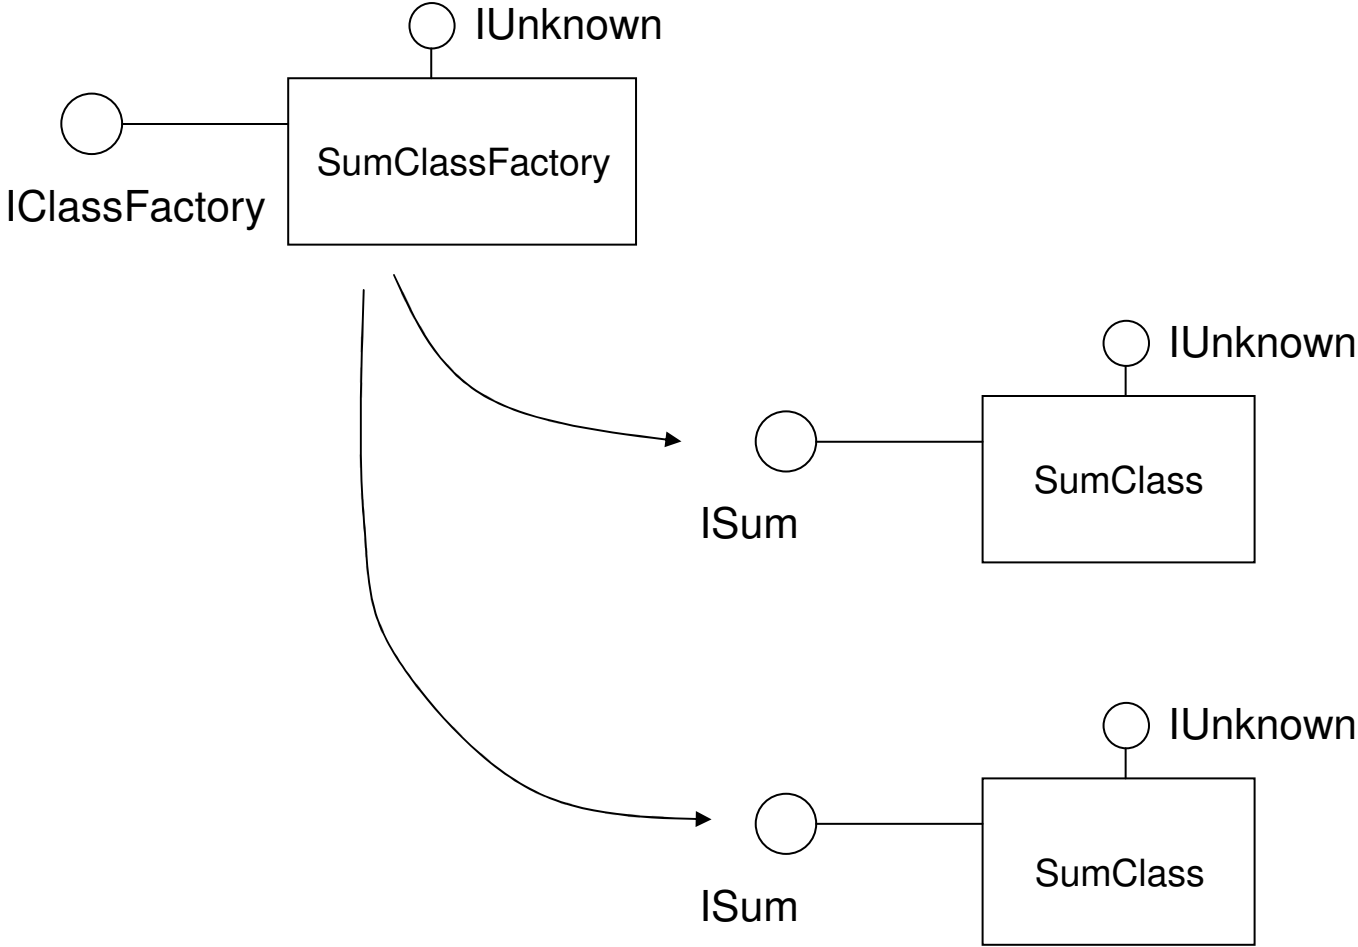 IUnknown
SumClassFactory
IClassFactory
IUnknown
SumClass
ISum
IUnknown
SumClass
ISum